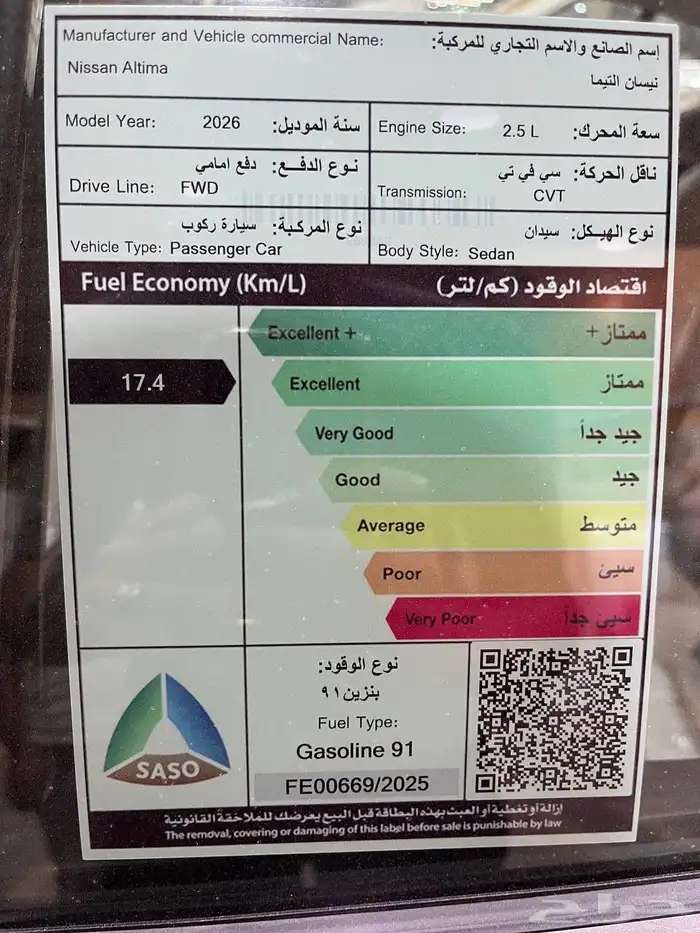 Manufacturer and Vehicle commercial Name: إسم الصانع والاسم التجاري للمركبة:
Nissan Altima نيسان التيما
Model Year: 2026 سنة الموديل:
Engine Size: 2.5 L سعة المحرك:
نوع الدفع: دفع امامي
Drive Line: FWD
ناقل الحركة: سي في تي
Transmission: CVT
نوع المركبة: سيارة ركوب
Vehicle Type: Passenger Car
نوع الهيكل: سيدان
Body Style: Sedan
Fuel Economy (Km/L) اقتصاد الوقود (كم/لتر)
Excellent + ممتاز +
17.4
Excellent ممتاز
Very Good جيد جداً
Good جيد
Average متوسط
Poor سيئ
Very Poor سيئ جداً
نوع الوقود:
بنزين ٩١
Fuel Type:
Gasoline 91
FE00669/2025
SASO
إزالة أو تغطية أو العبث بهذه البطاقة قبل البيع يعرضك للملاحقة القانونية
The removal, covering or damaging of this label before sale is punishable by law
حراج